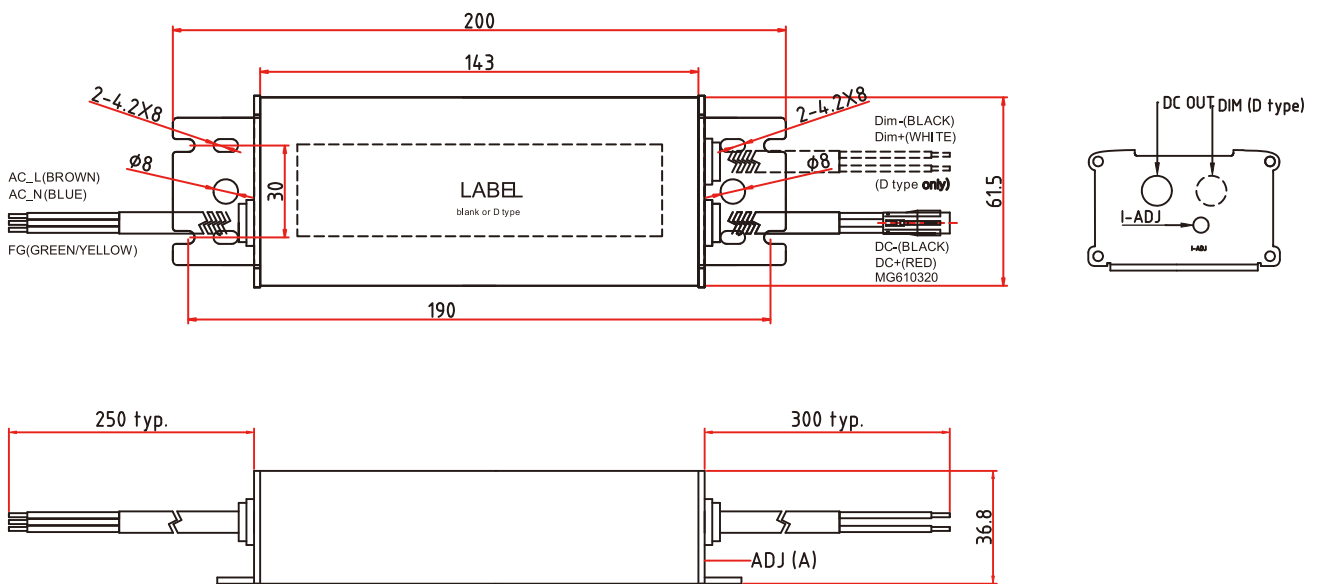 200
143
2-4.2X8
2-4.2X8
Dim-(BLACK)
Dim+(WHITE)
DC OUT
DIM (D type)
Ø8
Ø8
AC_L(BROWN)
AC_N(BLUE)
30
LABEL
blank or D type
(D type only)
61.5
I-ADJ
I-ADJ
FG(GREEN/YELLOW)
DC-(BLACK)
DC+(RED)
MG610320
190
250 typ.
300 typ.
36.8
ADJ (A)